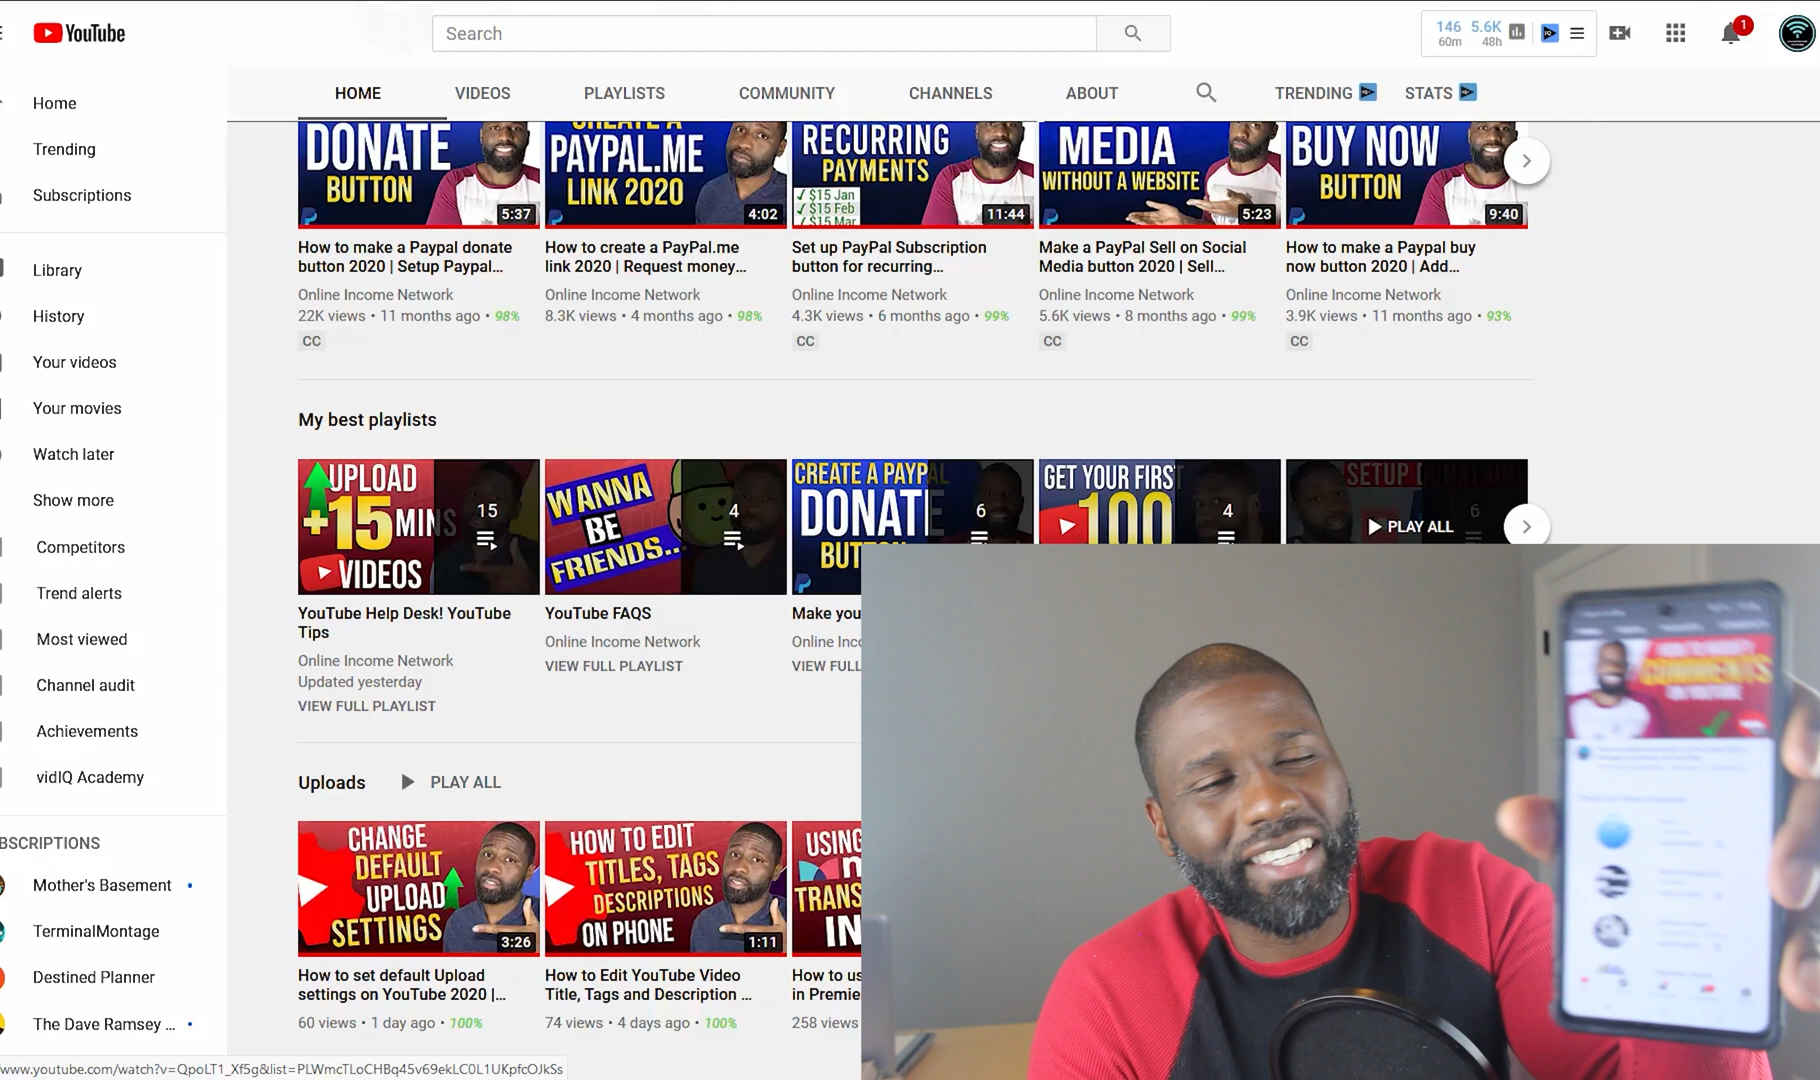 YouTube
Search
146 5.6K
60m 48h
1
HOME
VIDEOS
PLAYLISTS
COMMUNITY
CHANNELS
ABOUT
TRENDING
STATS
Home
Trending
Subscriptions
Library
History
Your videos
Your movies
Watch later
Show more
Competitors
Trend alerts
Most viewed
Channel audit
Achievements
vidIQ Academy
BSCRIPTIONS
Mother's Basement
TerminalMontage
Destined Planner
The Dave Ramsey ...
DONATE
BUTTON
5:37
How to make a Paypal donate
button 2020 | Setup Paypal...
Online Income Network
22K views • 11 months ago • 98%
CC
CREATE A
PAYPAL.ME
LINK 2020
4:02
How to create a PayPal.me
link 2020 | Request money...
Online Income Network
8.3K views • 4 months ago • 98%
RECURRING
PAYMENTS
✓ $15 Jan
✓ $15 Feb
✓ $15 Mar
11:44
Set up PayPal Subscription
button for recurring...
Online Income Network
4.3K views • 6 months ago • 99%
CC
MEDIA
WITHOUT A WEBSITE
5:23
Make a PayPal Sell on Social
Media button 2020 | Sell...
Online Income Network
5.6K views • 8 months ago • 99%
CC
BUY NOW
BUTTON
9:40
How to make a Paypal buy
now button 2020 | Add...
Online Income Network
3.9K views • 11 months ago • 93%
CC
My best playlists
UPLOAD
+15 MINS
VIDEOS
15
YouTube Help Desk! YouTube
Tips
Online Income Network
Updated yesterday
VIEW FULL PLAYLIST
WANNA
BE
FRIENDS...
4
YouTube FAQS
Online Income Network
VIEW FULL PLAYLIST
CREATE A PAYPAL
DONATE
BUTTON
6
Make you
Online Inc
VIEW FULL
GET YOUR FIRST
100
4
SETUP
PLAY ALL
6
Uploads
PLAY ALL
CHANGE
DEFAULT
UPLOAD
SETTINGS
3:26
How to set default Upload
settings on YouTube 2020 |...
60 views • 1 day ago • 100%
HOW TO EDIT
TITLES, TAGS
DESCRIPTIONS
ON PHONE
1:11
How to Edit YouTube Video
Title, Tags and Description ...
74 views • 4 days ago • 100%
USING
TRANS
IN
How to us
in Premie
258 views
COMMENTS
ON YOUTUBE
www.youtube.com/watch?v=QpoLT1_Xf5g&list=PLWmcTLoCHBq45v69ekLC0L1UKpfcOJkSs